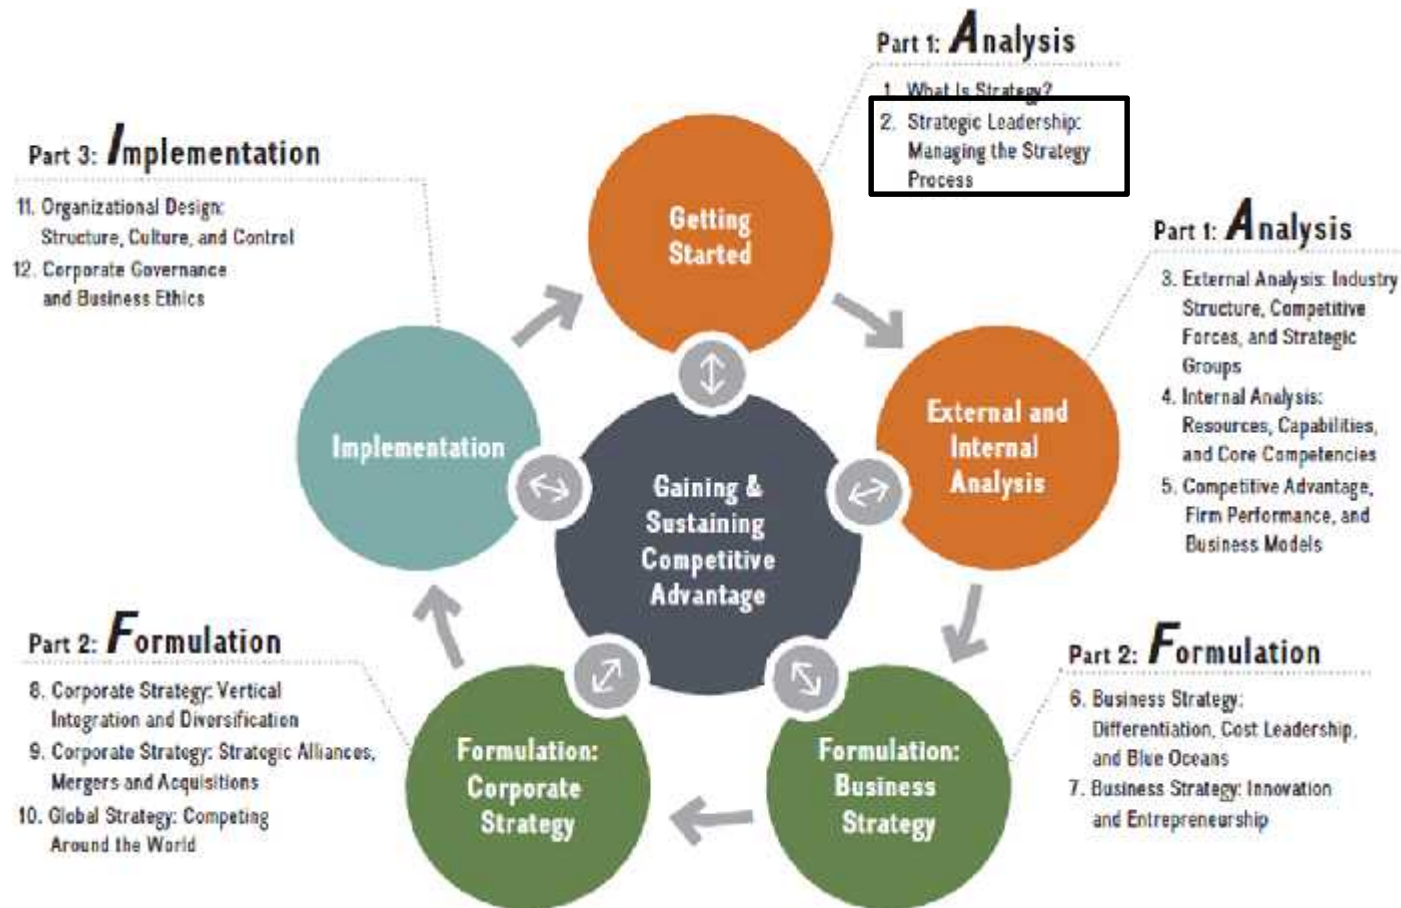 Part 1: Analysis
1. What Is Strategy?
2. Strategic Leadership:
Managing the Strategy
Process
Part 3: Implementation
11. Organizational Design:
Structure, Culture, and Control
12. Corporate Governance
and Business Ethics
Getting
Started
Part 1: Analysis
3. External Analysis: Industry
Structure, Competitive
Forces, and Strategic
Groups
4. Internal Analysis:
Resources, Capabilities,
and Core Competencies
5. Competitive Advantage,
Firm Performance, and
Business Models
Implementation
External and
Internal
Analysis
Gaining &
Sustaining
Competitive
Advantage
Part 2: Formulation
8. Corporate Strategy: Vertical
Integration and Diversification
9. Corporate Strategy: Strategic Alliances,
Mergers and Acquisitions
10. Global Strategy: Competing
Around the World
Formulation:
Corporate
Strategy
Formulation:
Business
Strategy
Part 2: Formulation
6. Business Strategy:
Differentiation, Cost Leadership,
and Blue Oceans
7. Business Strategy: Innovation
and Entrepreneurship